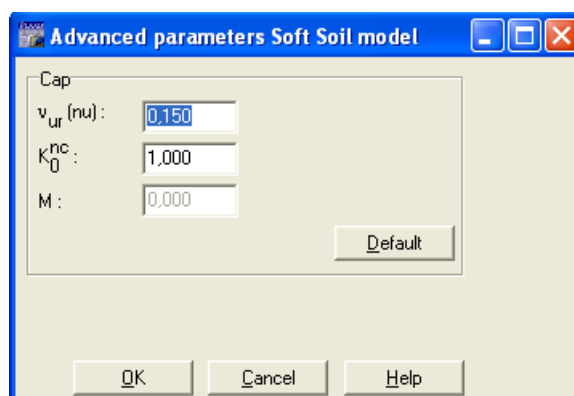 Advanced parameters Soft Soil model
Cap
νur (nu) : 0,150
K0nc : 1,000
M : 0,000
Default
OK Cancel Help